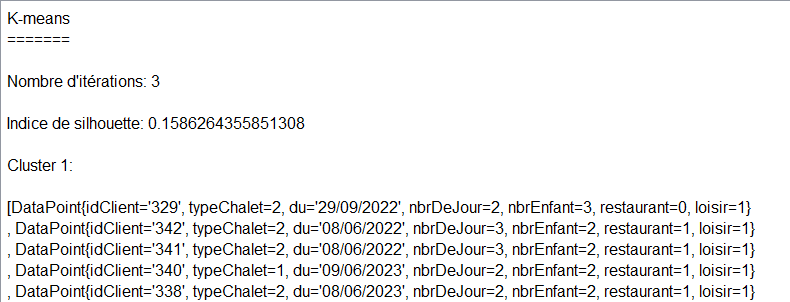 K-means
=======
Nombre d'itérations: 3
Indice de silhouette: 0.1586264355851308
Cluster 1:
[DataPoint{idClient='329', typeChalet=2, du='29/09/2022', nbrDeJour=2, nbrEnfant=3, restaurant=0, loisir=1}
, DataPoint{idClient='342', typeChalet=2, du='08/06/2022', nbrDeJour=3, nbrEnfant=2, restaurant=1, loisir=1}
, DataPoint{idClient='341', typeChalet=2, du='08/06/2022', nbrDeJour=3, nbrEnfant=2, restaurant=1, loisir=1}
, DataPoint{idClient='340', typeChalet=1, du='09/06/2023', nbrDeJour=2, nbrEnfant=2, restaurant=1, loisir=1}
, DataPoint{idClient='338', typeChalet=2, du='08/06/2023', nbrDeJour=2, nbrEnfant=2, restaurant=1, loisir=1}